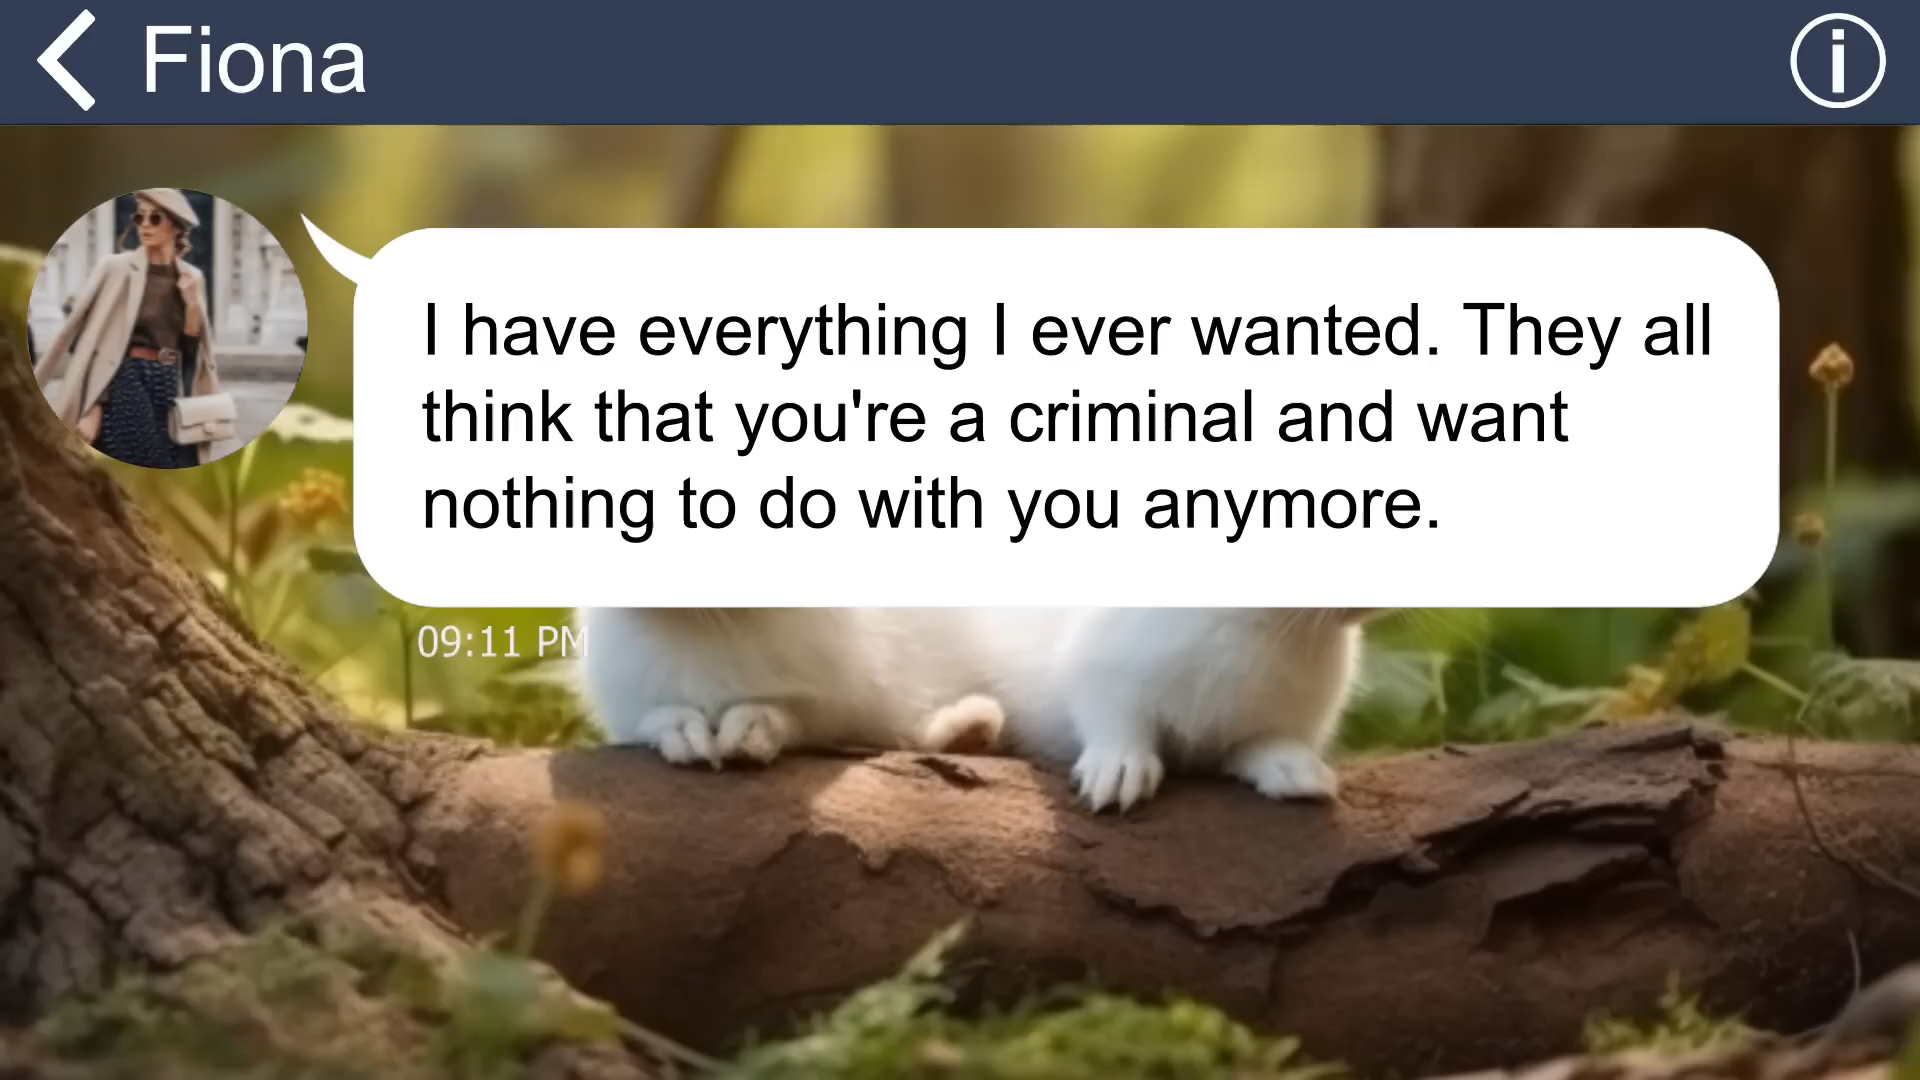 Fiona
I have everything I ever wanted. They all
think that you're a criminal and want
nothing to do with you anymore.
09:11 PM